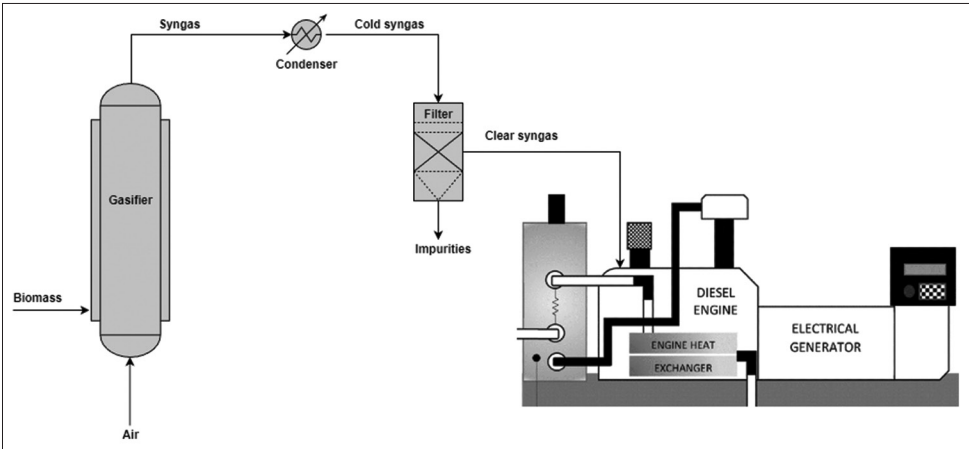 Syngas
Cold syngas
Condenser
Filter
Clear syngas
Gasifier
Impurities
Biomass
Air
DIESEL
ENGINE
ENGINE HEAT
EXCHANGER
ELECTRICAL
GENERATOR